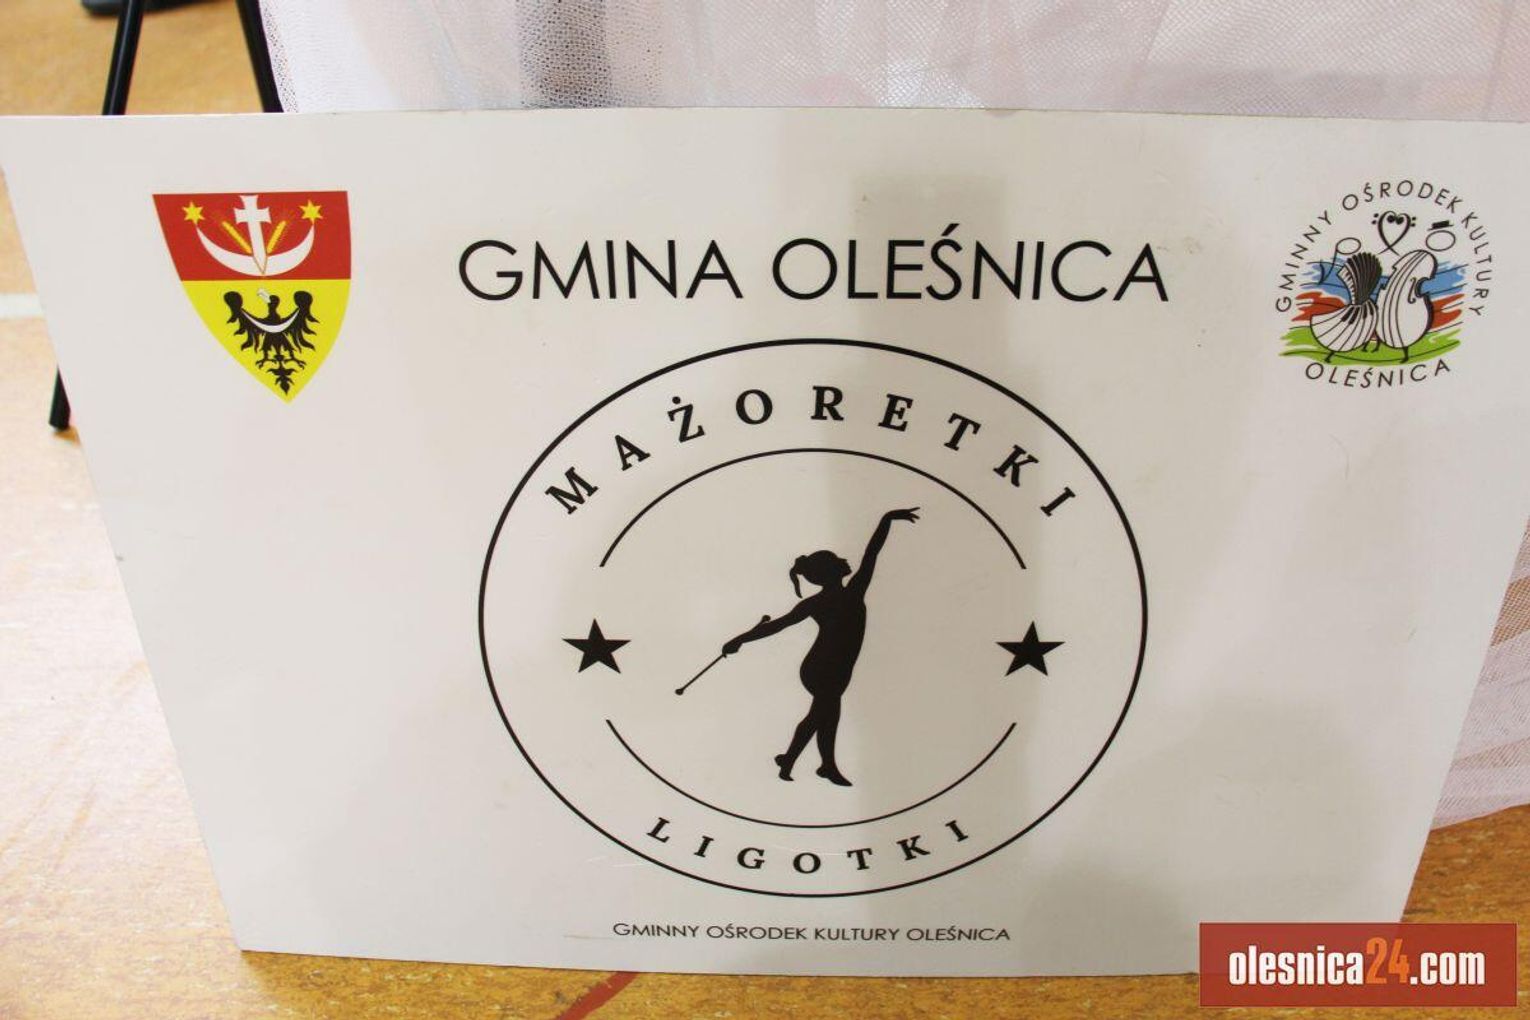 GMINA OLEŚNICA
GMINNY OŚRODEK KULTURY
OLEŚNICA
MAŻORETKI
LIGOTKI
GMINNY OŚRODEK KULTURY OLEŚNICA
olesnica24.com